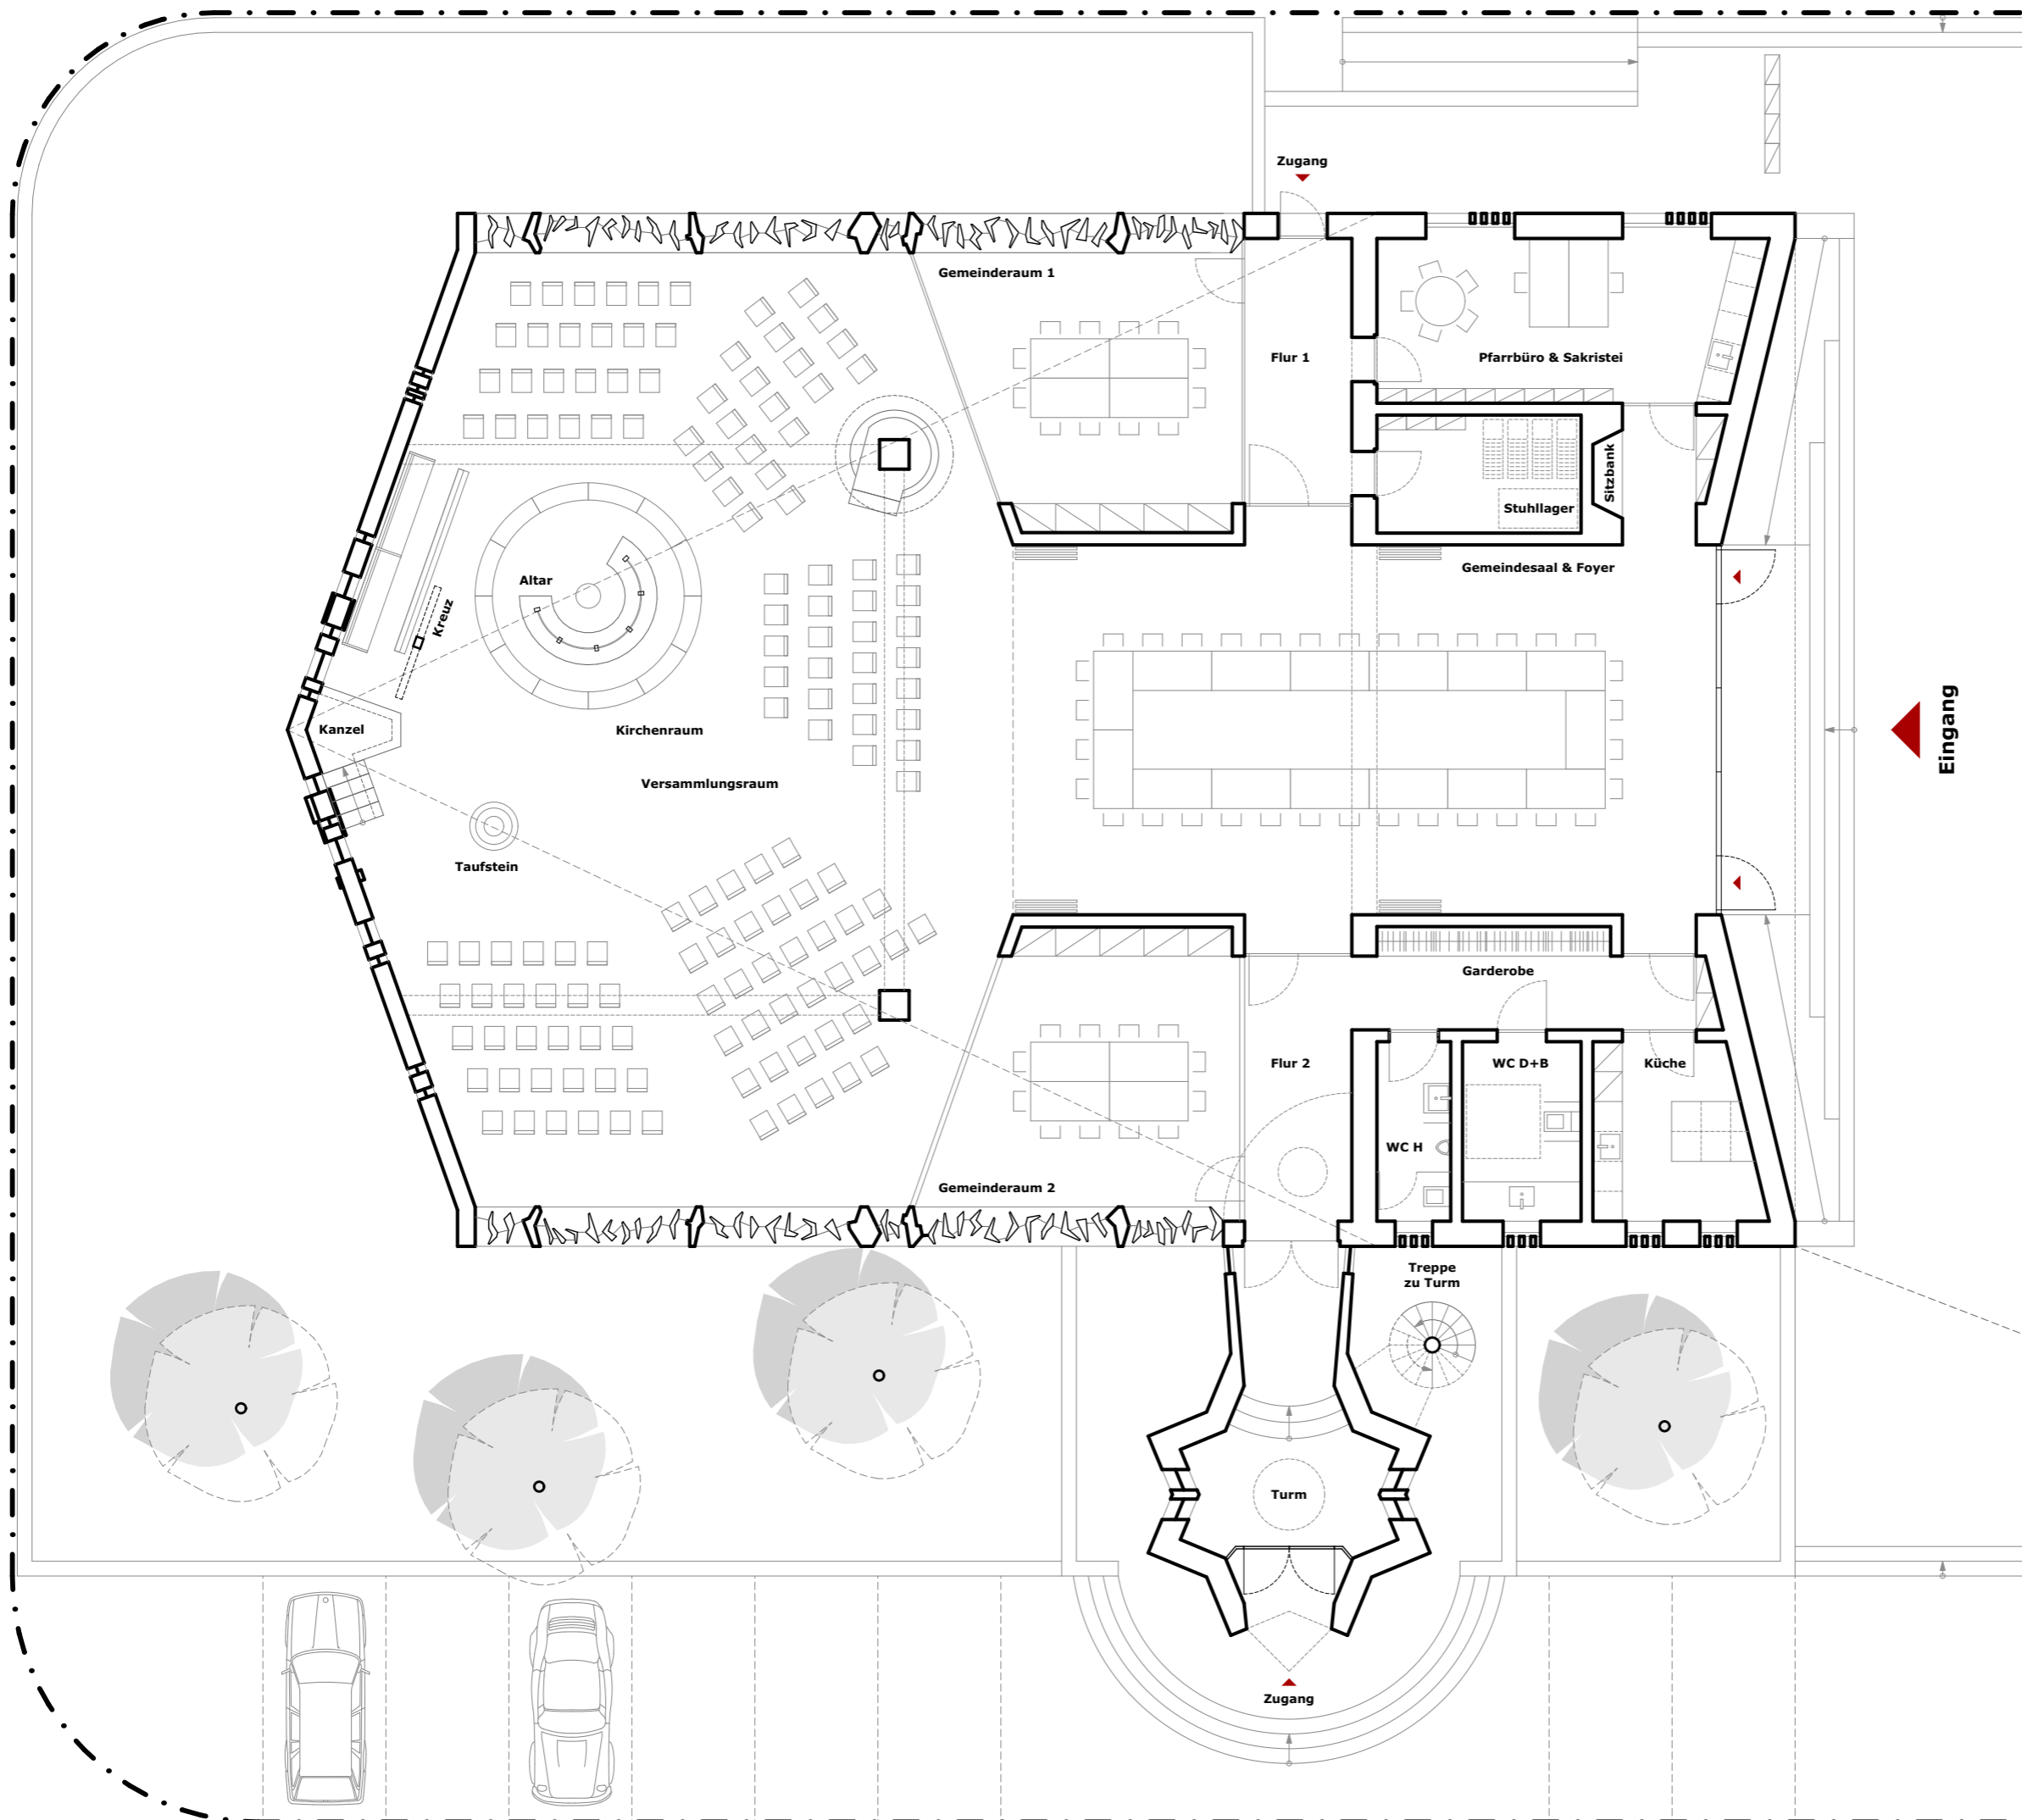 Zugang
Gemeinderaum 1
Flur 1
Pfarrbüro & Sakristei
Sitzbank
Stuhllager
Gemeindesaal & Foyer
Altar
Kreuz
Kanzel
Kirchenraum
Versammlungsraum
Eingang
Taufstein
Garderobe
Flur 2
WC D+B
Küche
WC H
Gemeinderaum 2
Treppe
zu Turm
Turm
Zugang